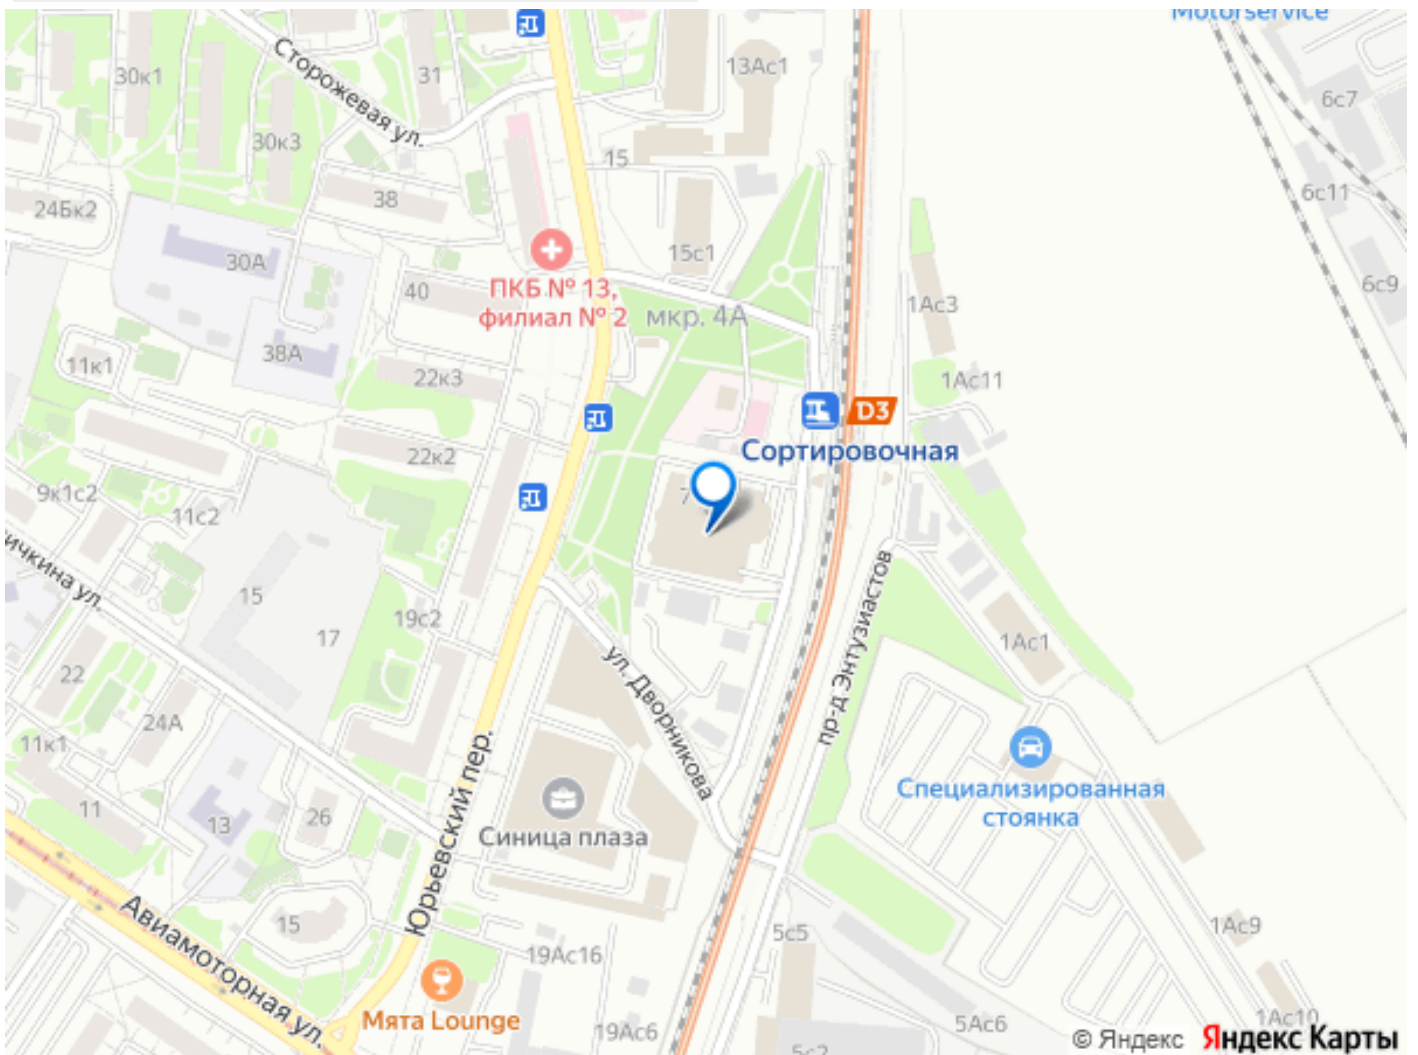 Motorservice
Сторожевая ул.
30к1
31
13Ас1
6с7
30к3
15
24Бк2
38
6с11
30А
15с1
40
ПКБ № 13,
филиал № 2
мкр. 4А
1Ас3
6с9
38А
11к1
22к3
1Ас11
D3
Сортировочная
22к2
9к1с2
11с2
7
ичкина ул.
15
17
19с2
пр-д Энтузиастов
1Ас1
ул. Дворникова
22
24А
11к1
Юрьевский пер.
Специализированная
стоянка
11
13
26
Синица плаза
15
Авиамоторная ул.
19Ас16
5с5
1Ас9
Мята Lounge
19Ас6
5с2
5Ас6
1Ас10
© Яндекс Яндекс Карты